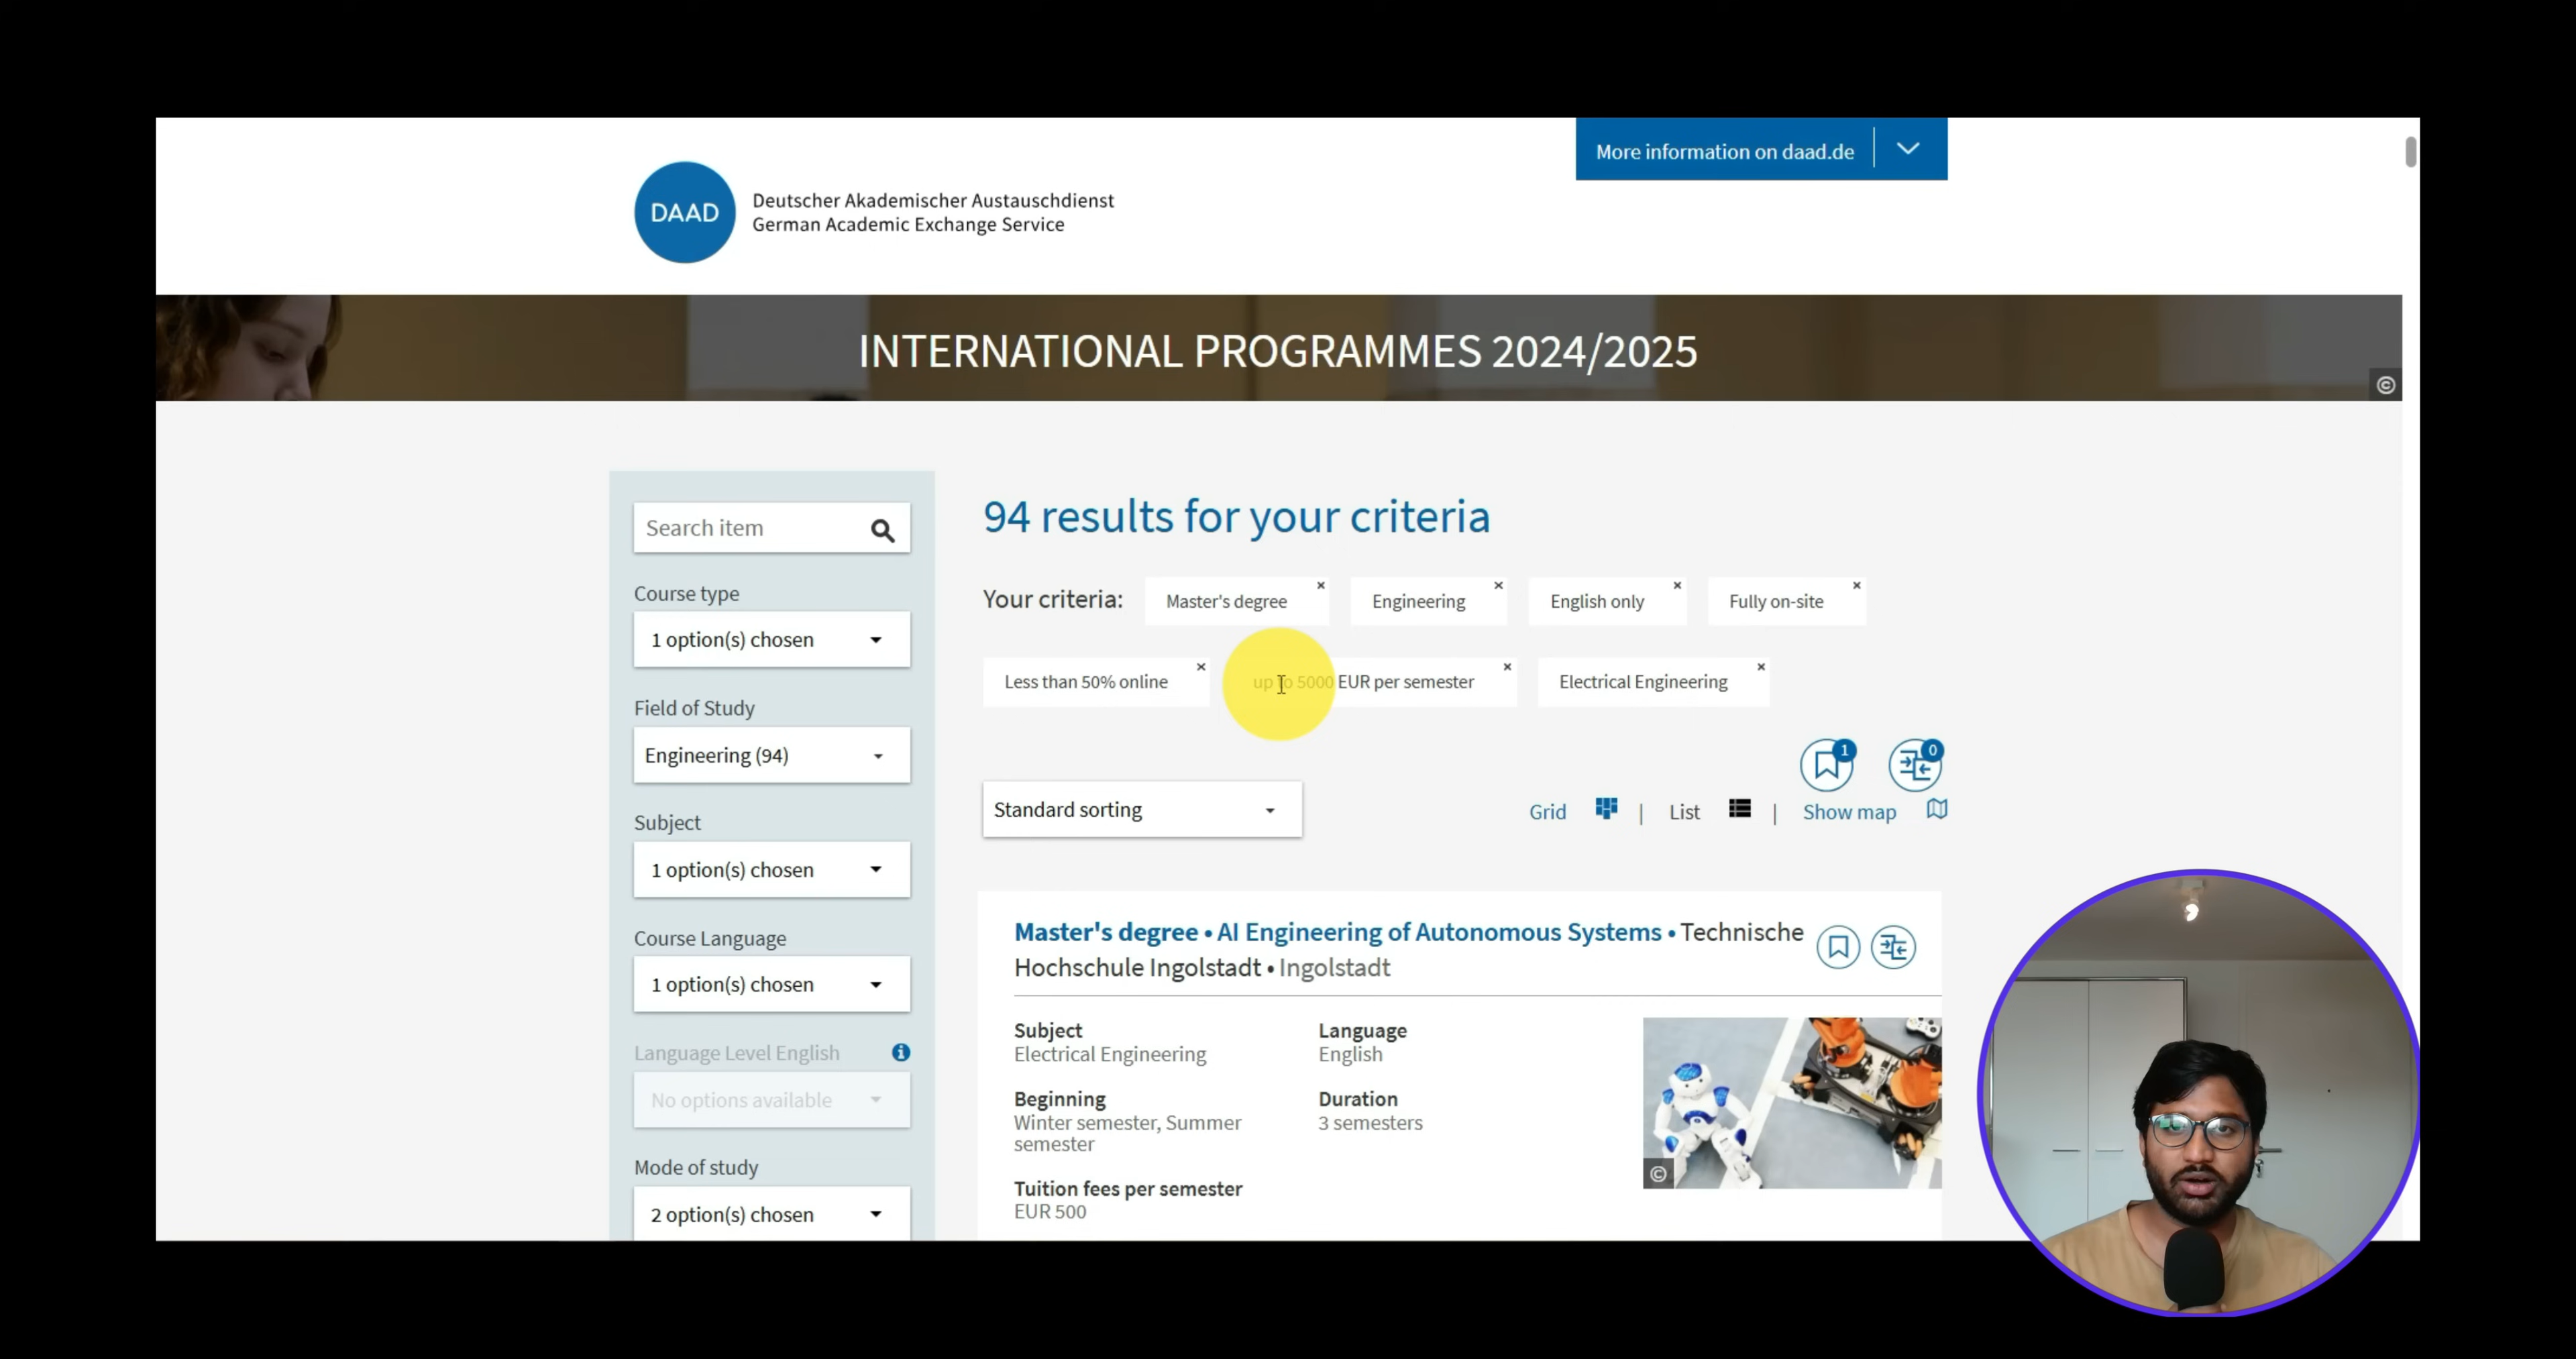 More information on daad.de
DAAD
Deutscher Akademischer Austauschdienst
German Academic Exchange Service
INTERNATIONAL PROGRAMMES 2024/2025
©
Search item
Course type
1 option(s) chosen
Field of Study
Engineering (94)
Subject
1 option(s) chosen
Course Language
1 option(s) chosen
Language Level English
No options available
Mode of study
2 option(s) chosen
94 results for your criteria
Your criteria: Master's degree × Engineering × English only × Fully on-site ×
Less than 50% online × up to 5000 EUR per semester × Electrical Engineering ×
1 0
Standard sorting
Grid | List | Show map
Master's degree • AI Engineering of Autonomous Systems • Technische
Hochschule Ingolstadt • Ingolstadt
Subject
Electrical Engineering
Language
English
Beginning
Winter semester, Summer
semester
Duration
3 semesters
Tuition fees per semester
EUR 500
©